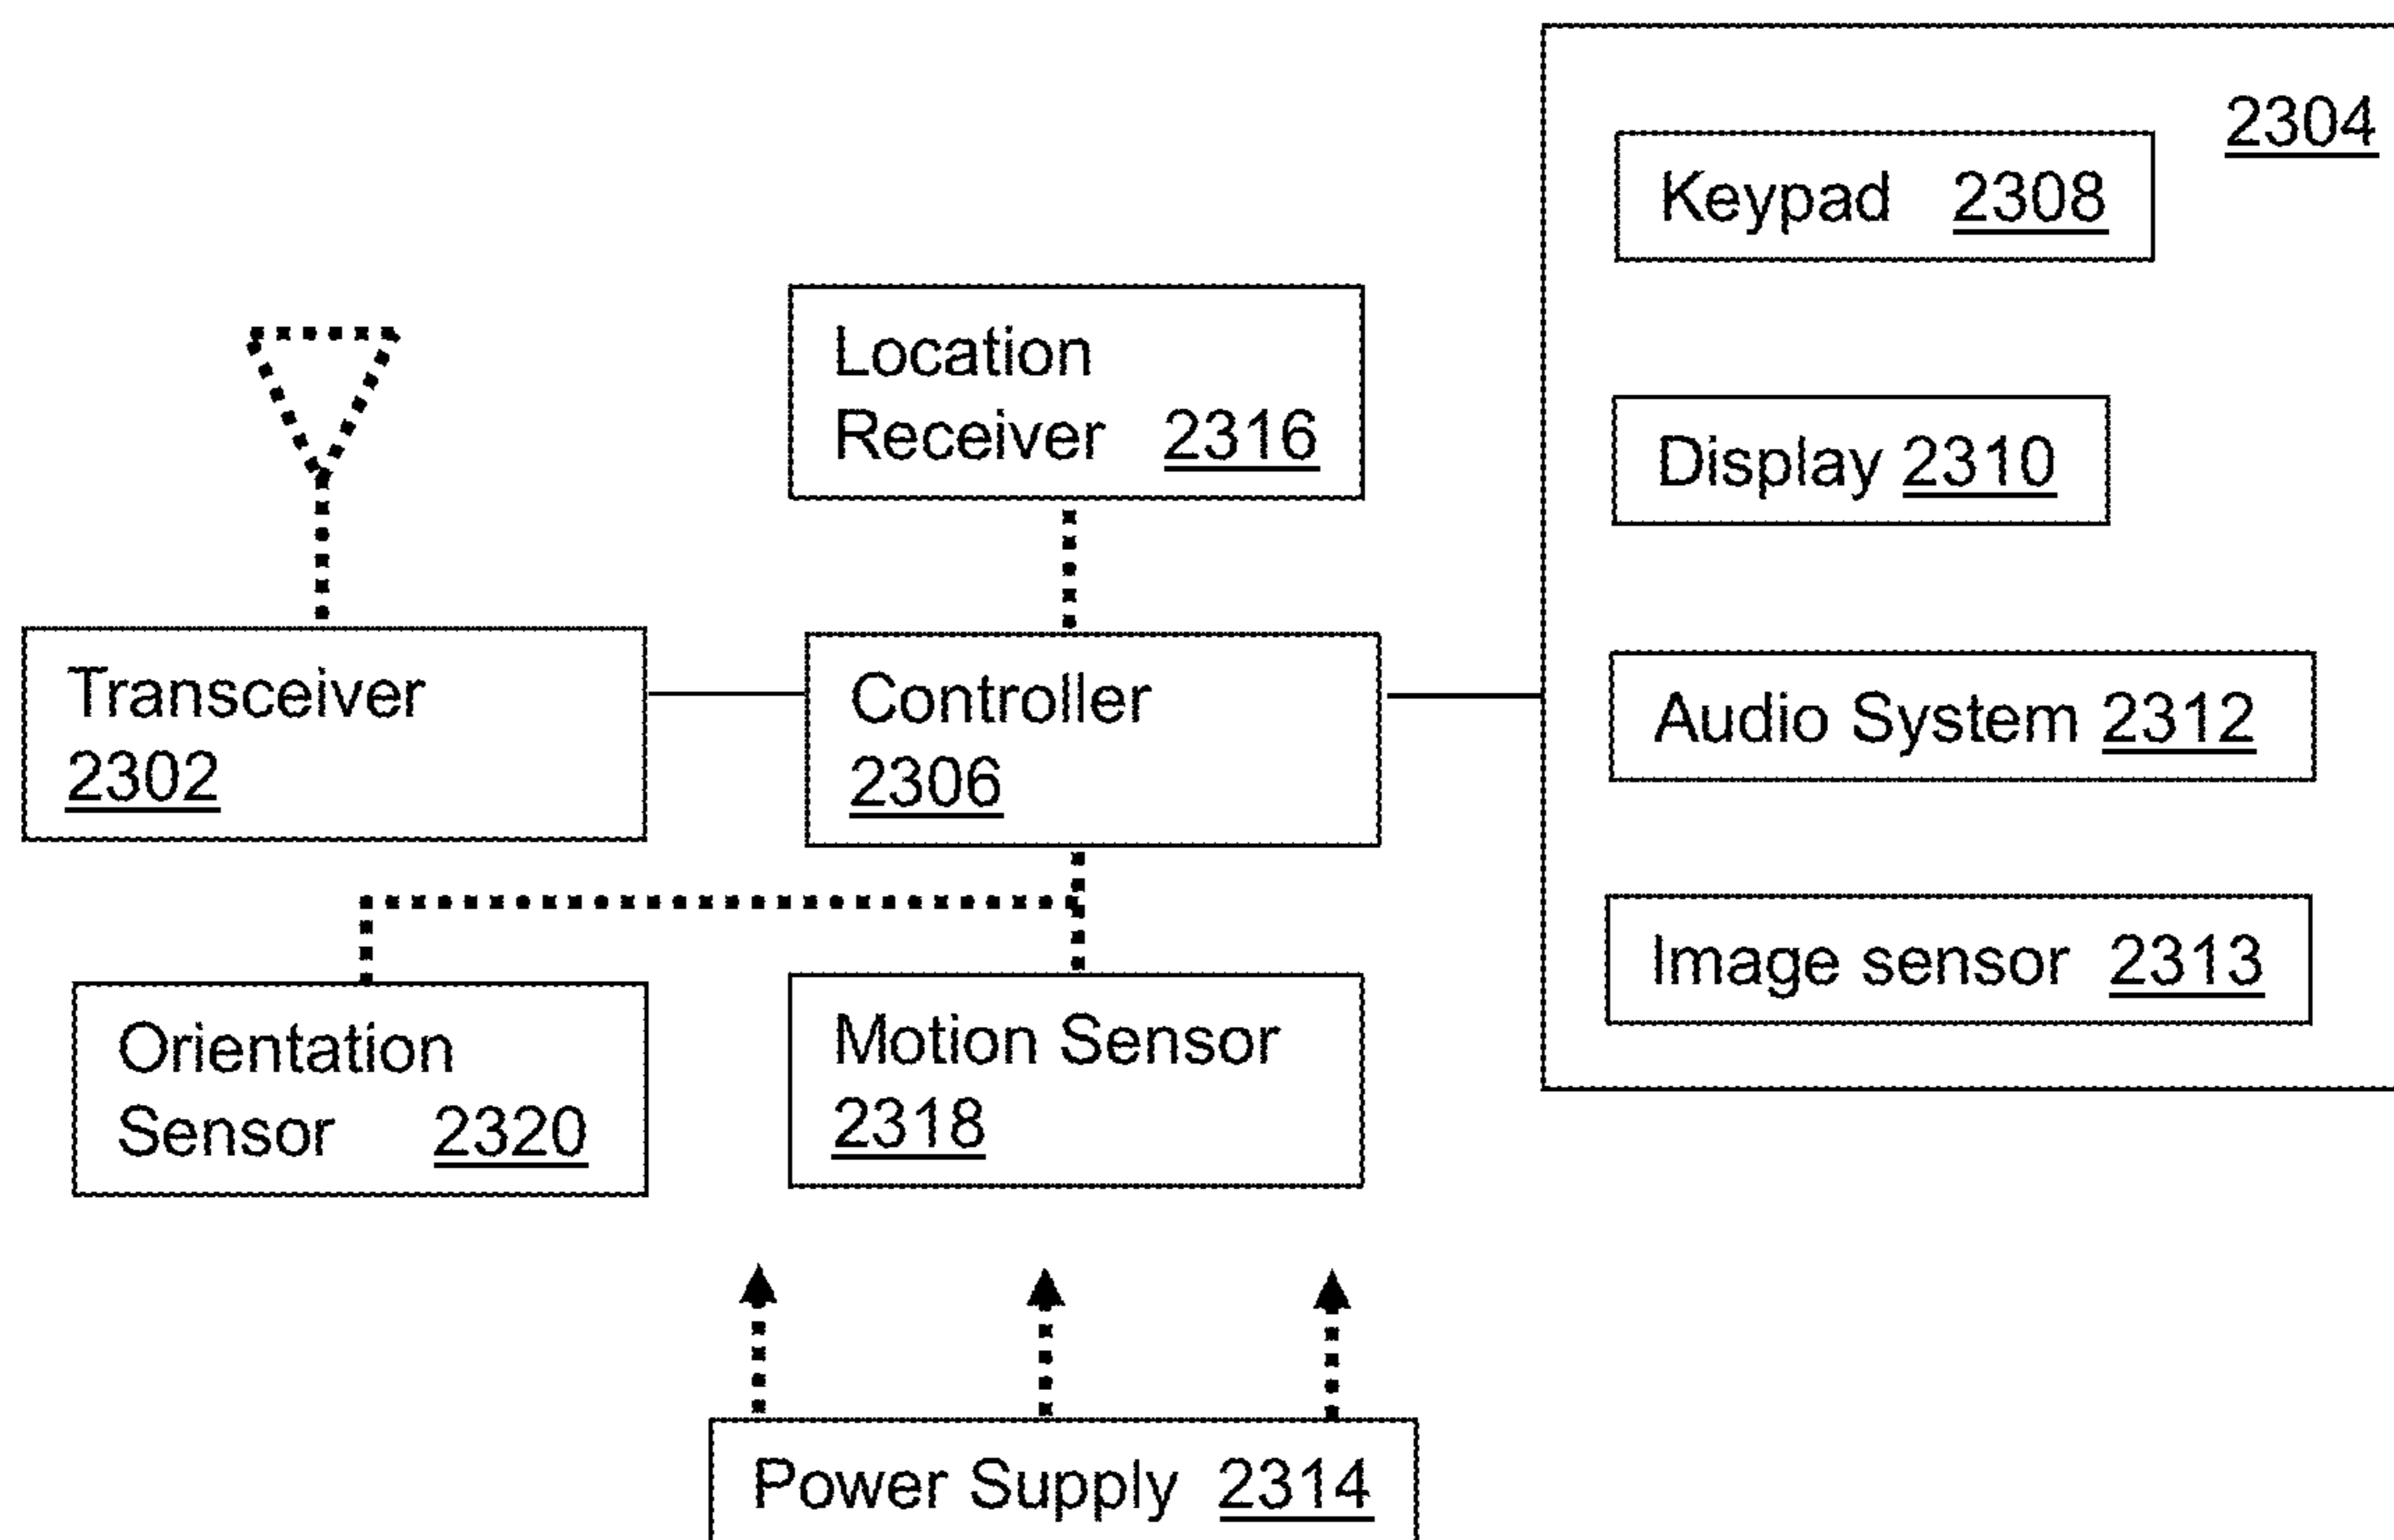 2304
Keypad 2308
Location
Receiver 2316
Display 2310
Transceiver
2302
Controller
2306
Audio System 2312
Image sensor 2313
Orientation
Sensor 2320
Motion Sensor
2318
Power Supply 2314